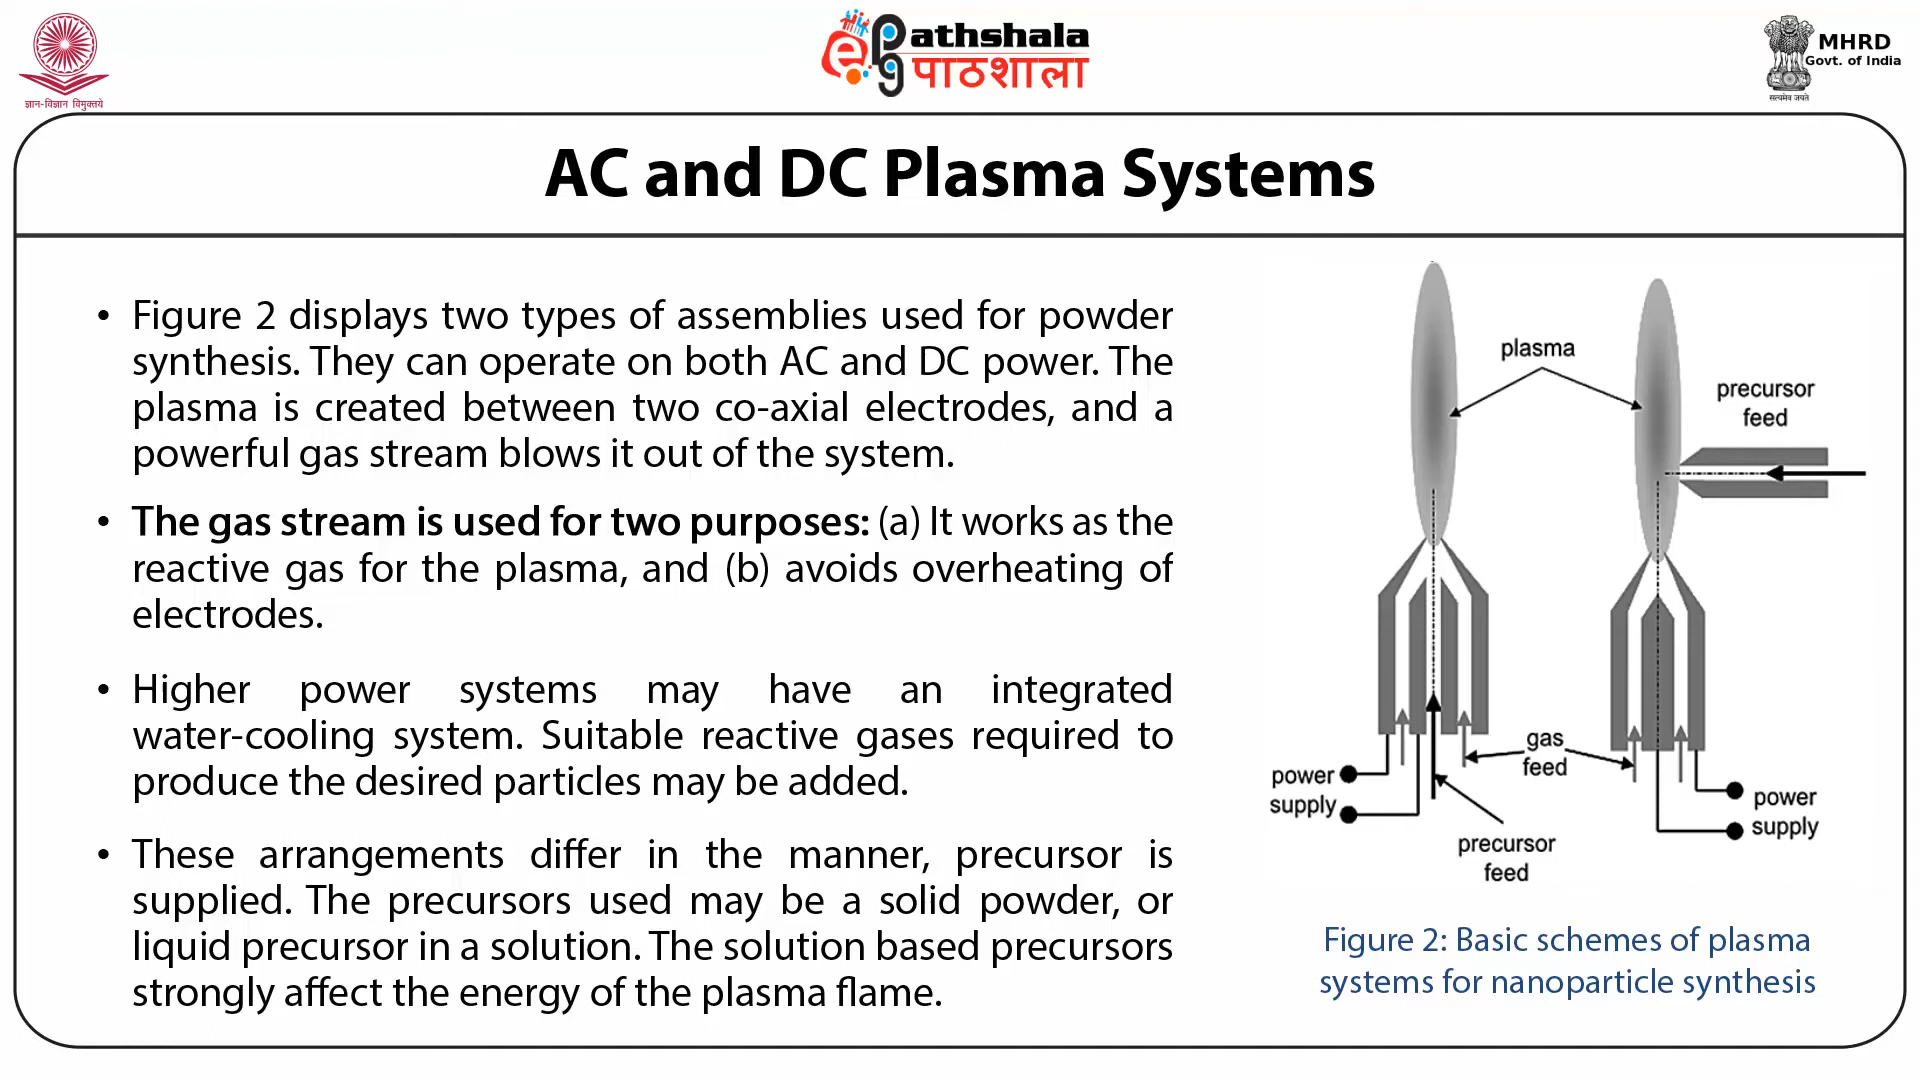 ज्ञान-विज्ञान विमुक्तये
ePathshala
पाठशाला
MHRD
Govt. of India
सत्यमेव जयते
AC and DC Plasma Systems
• Figure 2 displays two types of assemblies used for powder
synthesis. They can operate on both AC and DC power. The
plasma is created between two co-axial electrodes, and a
powerful gas stream blows it out of the system.
• The gas stream is used for two purposes: (a) It works as the
reactive gas for the plasma, and (b) avoids overheating of
electrodes.
• Higher power systems may have an integrated
water-cooling system. Suitable reactive gases required to
produce the desired particles may be added.
• These arrangements differ in the manner, precursor is
supplied. The precursors used may be a solid powder, or
liquid precursor in a solution. The solution based precursors
strongly affect the energy of the plasma flame.
plasma
precursor
feed
gas
feed
power
supply
power
supply
precursor
feed
Figure 2: Basic schemes of plasma
systems for nanoparticle synthesis